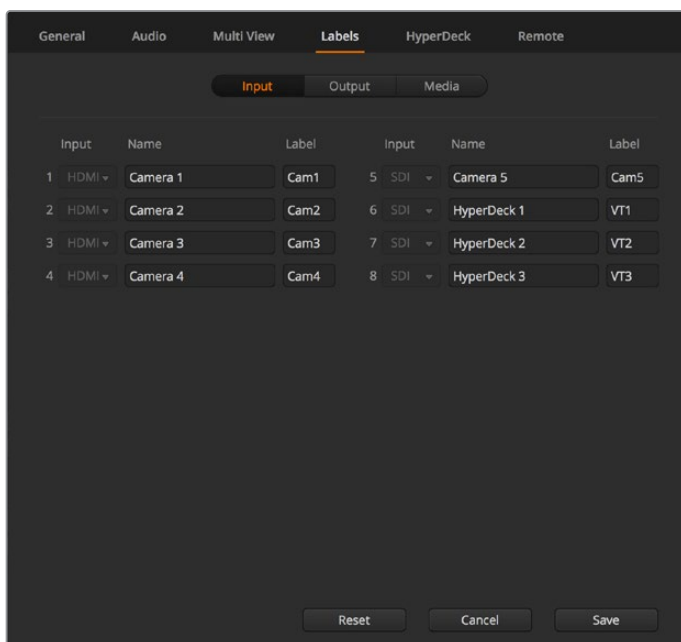 General Audio Multi View Labels HyperDeck Remote
Input Output Media
Input Name Label Input Name Label
1 HDMI Camera 1 Cam1 5 SDI Camera 5 Cam5
2 HDMI Camera 2 Cam2 6 SDI HyperDeck 1 VT1
3 HDMI Camera 3 Cam3 7 SDI HyperDeck 2 VT2
4 HDMI Camera 4 Cam4 8 SDI HyperDeck 3 VT3
Reset Cancel Save